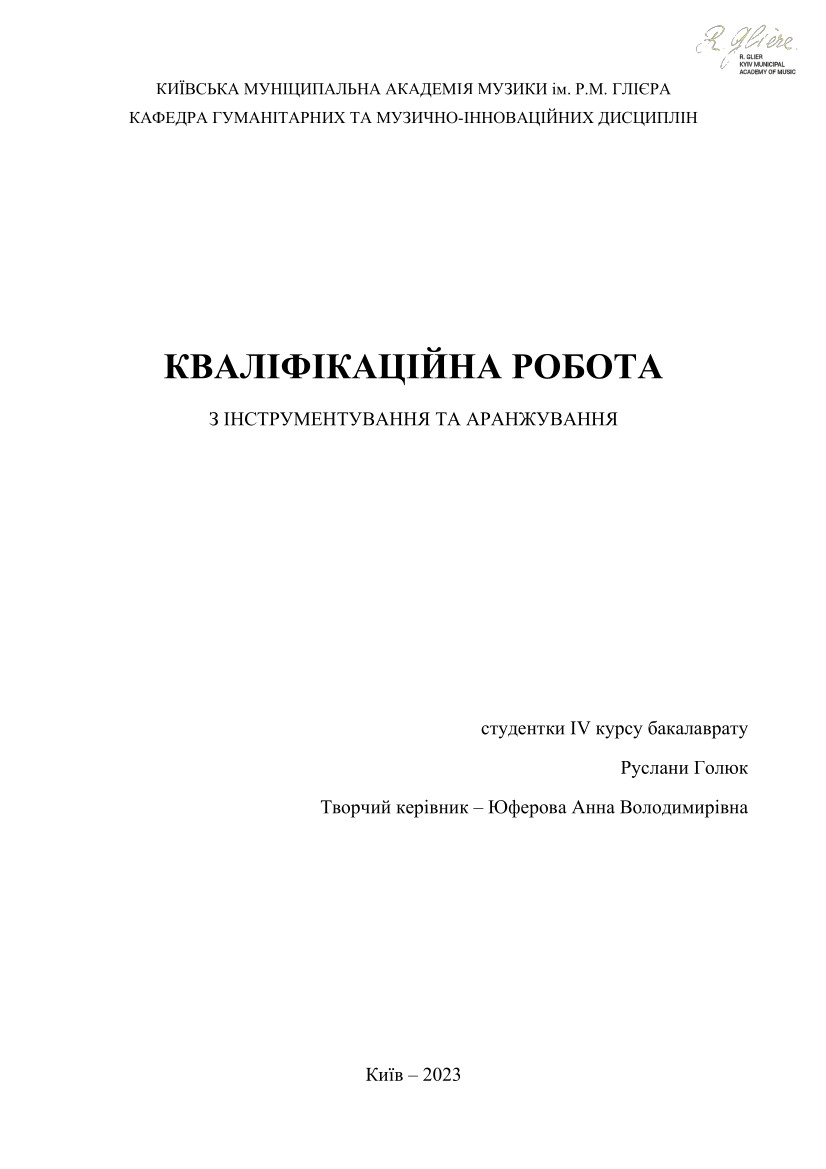 R. Glière.
R. GLIER
KYIV MUNICIPAL
ACADEMY OF MUSIC
КИЇВСЬКА МУНІЦИПАЛЬНА АКАДЕМІЯ МУЗИКИ ім. Р.М. ГЛІЄРА
КАФЕДРА ГУМАНІТАРНИХ ТА МУЗИЧНО-ІННОВАЦІЙНИХ ДИСЦИПЛІН
КВАЛІФІКАЦІЙНА РОБОТА
З ІНСТРУМЕНТУВАННЯ ТА АРАНЖУВАННЯ
студентки IV курсу бакалаврату
Руслани Голюк
Творчий керівник – Юферова Анна Володимирівна
Київ – 2023